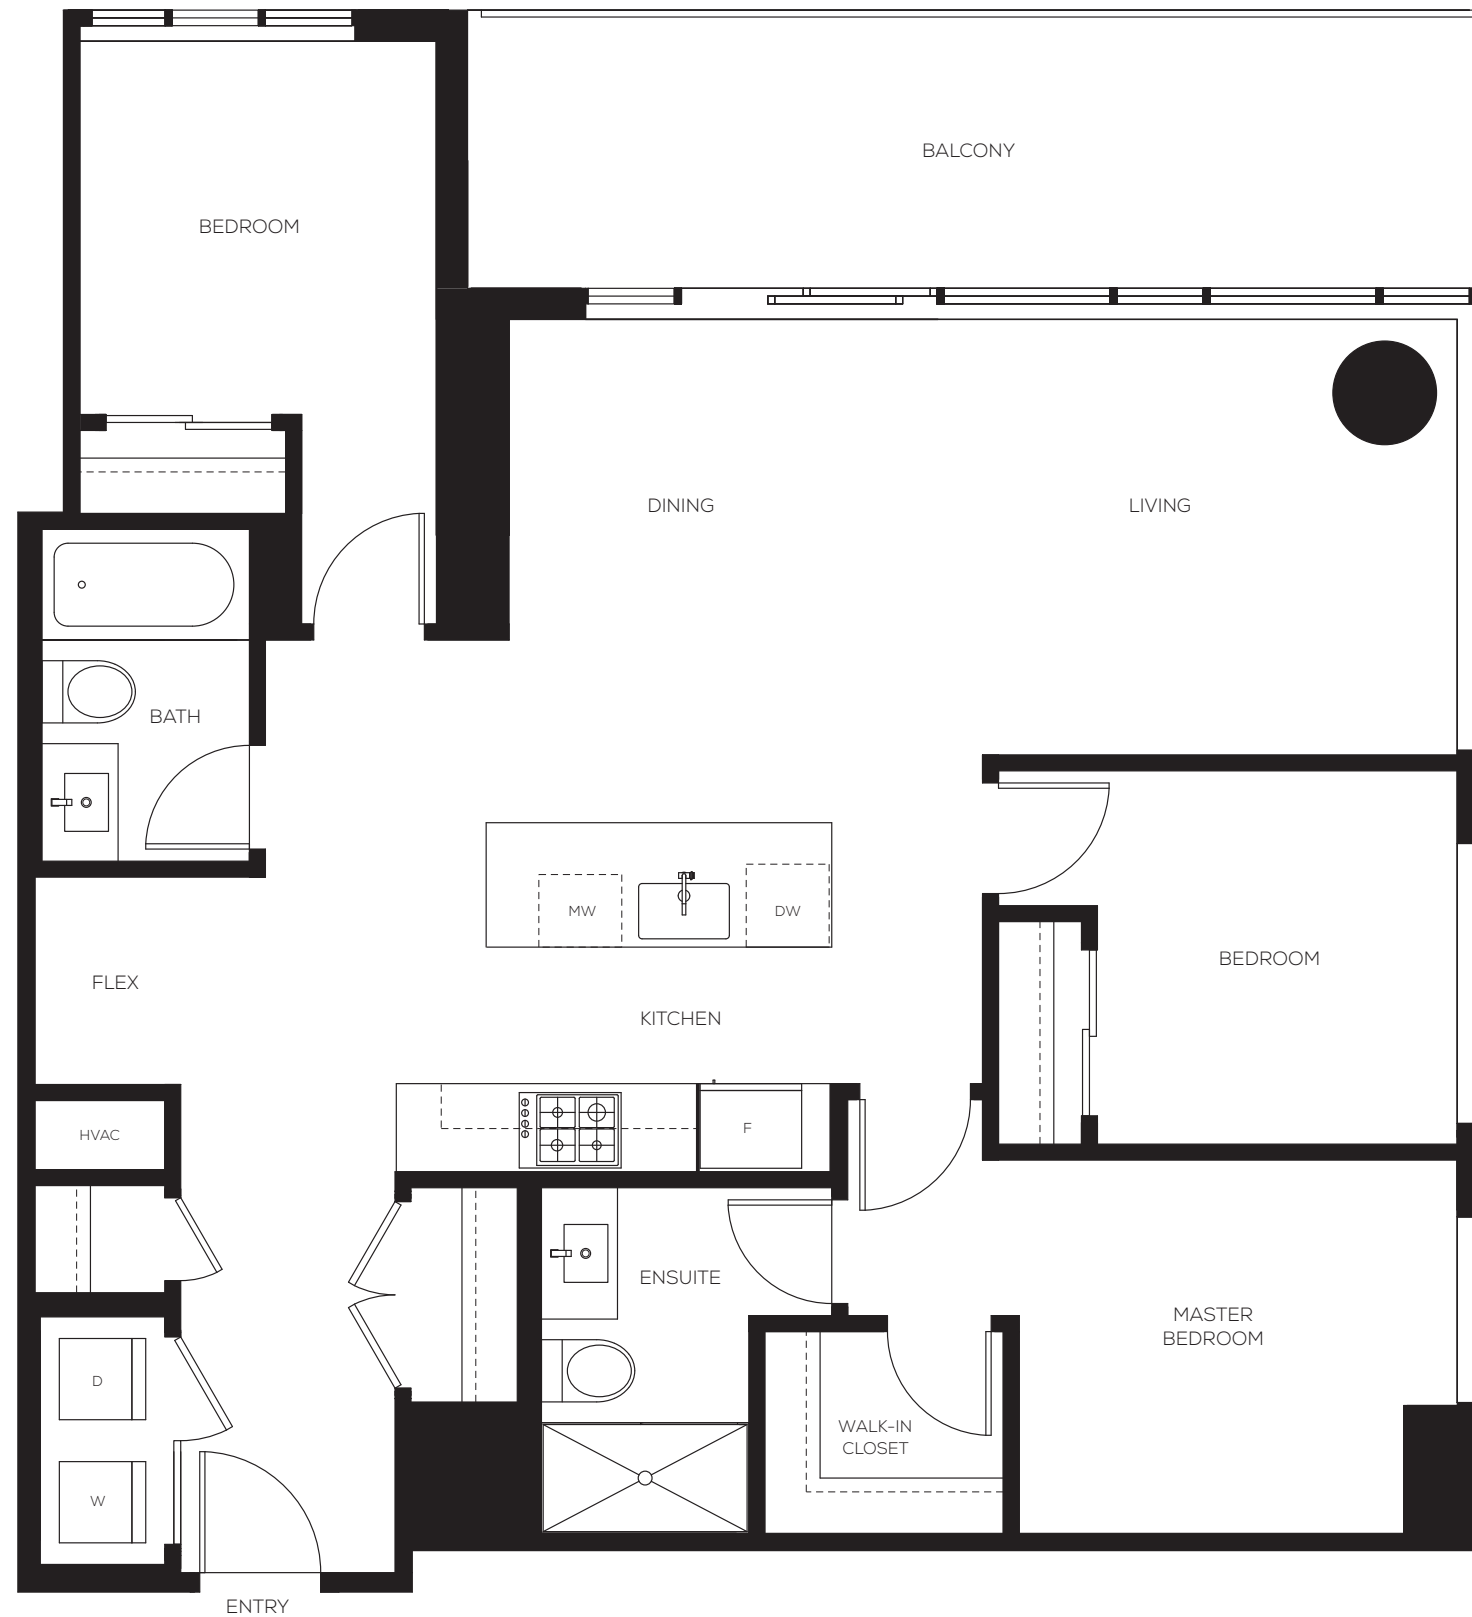 BALCONY
BEDROOM
DINING
LIVING
BATH
MW
DW
BEDROOM
FLEX
KITCHEN
HVAC
F
ENSUITE
MASTER
BEDROOM
D
WALK-IN
CLOSET
W
ENTRY